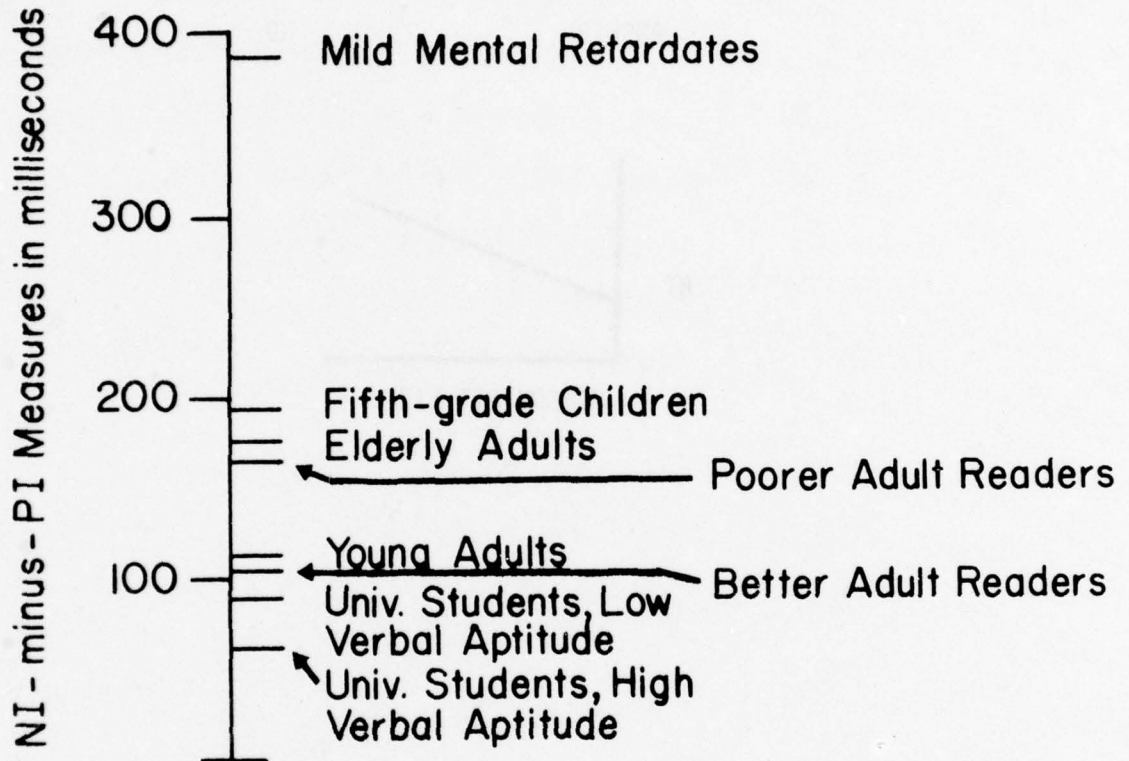 NI-minus-PI Measures in milliseconds
400
Mild Mental Retardates
300
200
Fifth-grade Children
Elderly Adults
Poorer Adult Readers
Young Adults
100
Better Adult Readers
Univ. Students, Low
Verbal Aptitude
Univ. Students, High
Verbal Aptitude